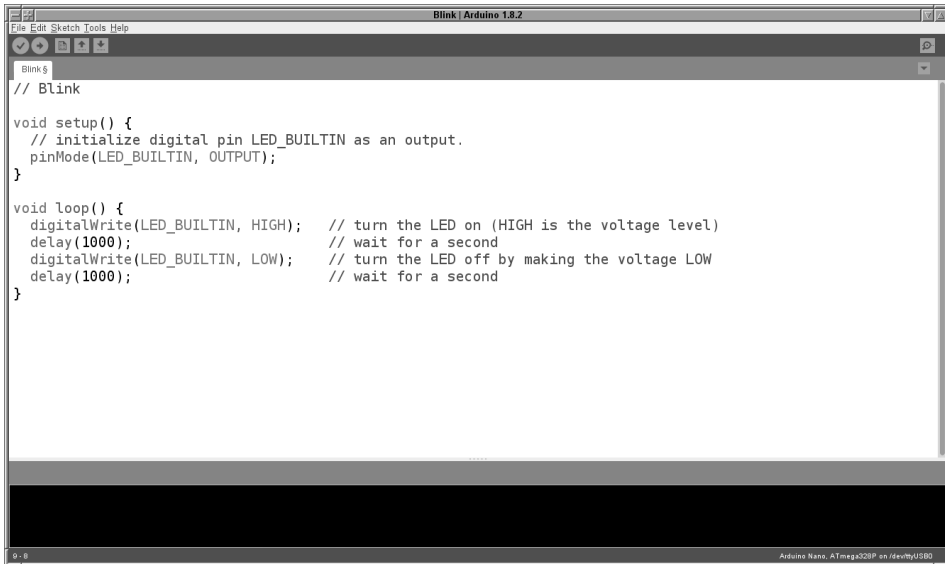 Blink | Arduino 1.8.2
File Edit Sketch Tools Help
Blink §
// Blink
void setup() {
  // initialize digital pin LED_BUILTIN as an output.
  pinMode(LED_BUILTIN, OUTPUT);
}
void loop() {
  digitalWrite(LED_BUILTIN, HIGH);   // turn the LED on (HIGH is the voltage level)
  delay(1000);                       // wait for a second
  digitalWrite(LED_BUILTIN, LOW);    // turn the LED off by making the voltage LOW
  delay(1000);                       // wait for a second
}
9 - 8
Arduino Nano, ATmega328P on /dev/ttyUSB0